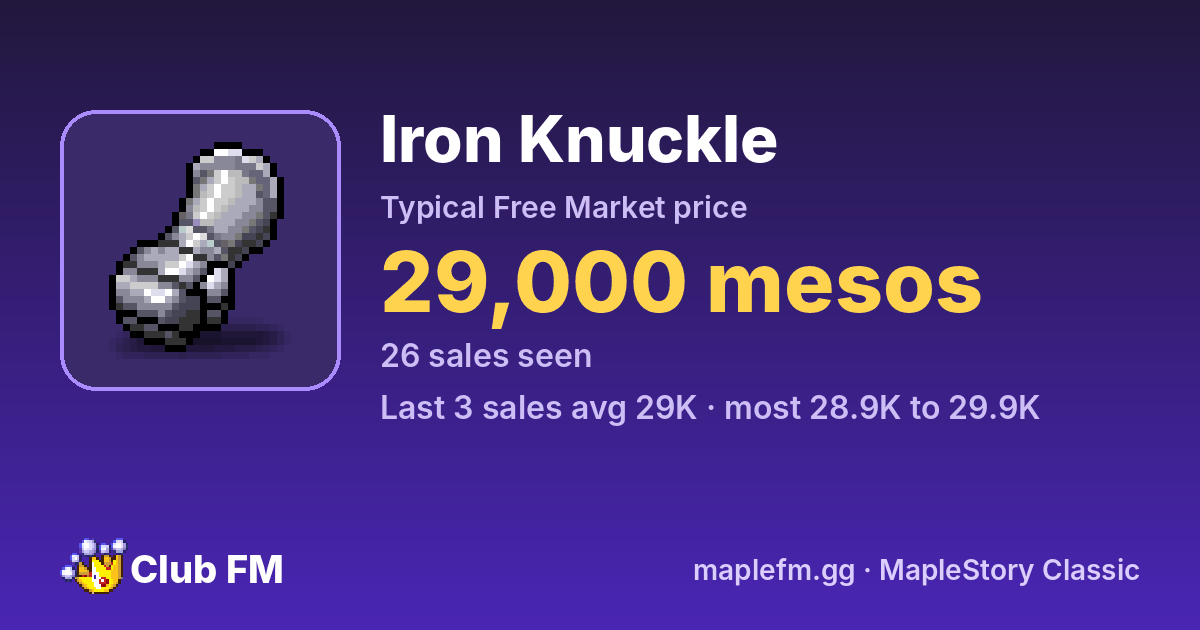 Iron Knuckle
Typical Free Market price
29,000 mesos
26 sales seen
Last 3 sales avg 29K · most 28.9K to 29.9K
Club FM
maplefm.gg · MapleStory Classic